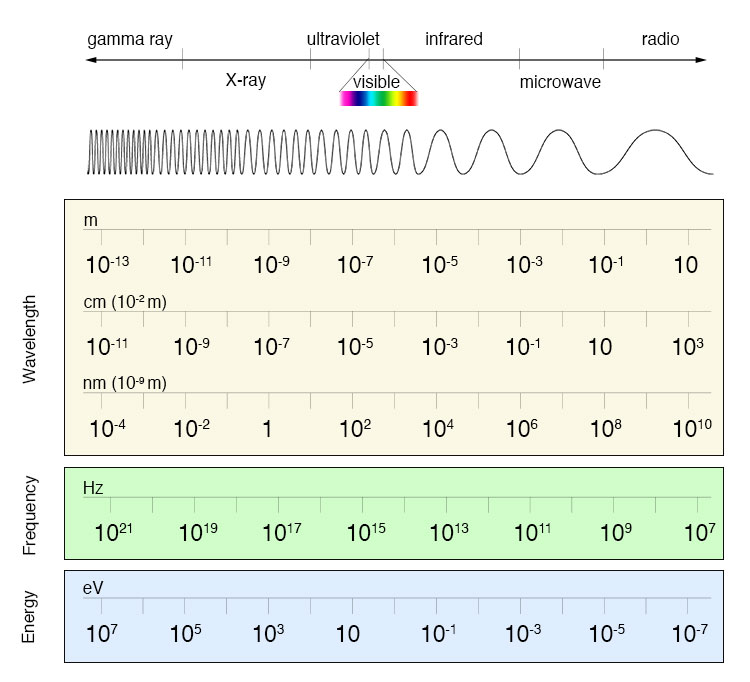 gamma ray ultraviolet infrared radio
X-ray visible microwave
Wavelength
m
10⁻¹³ 10⁻¹¹ 10⁻⁹ 10⁻⁷ 10⁻⁵ 10⁻³ 10⁻¹ 10
cm (10⁻² m)
10⁻¹¹ 10⁻⁹ 10⁻⁷ 10⁻⁵ 10⁻³ 10⁻¹ 10 10³
nm (10⁻⁹ m)
10⁻⁴ 10⁻² 1 10² 10⁴ 10⁶ 10⁸ 10¹⁰
Frequency
Hz
10²¹ 10¹⁹ 10¹⁷ 10¹⁵ 10¹³ 10¹¹ 10⁹ 10⁷
Energy
eV
10⁷ 10⁵ 10³ 10 10⁻¹ 10⁻³ 10⁻⁵ 10⁻⁷